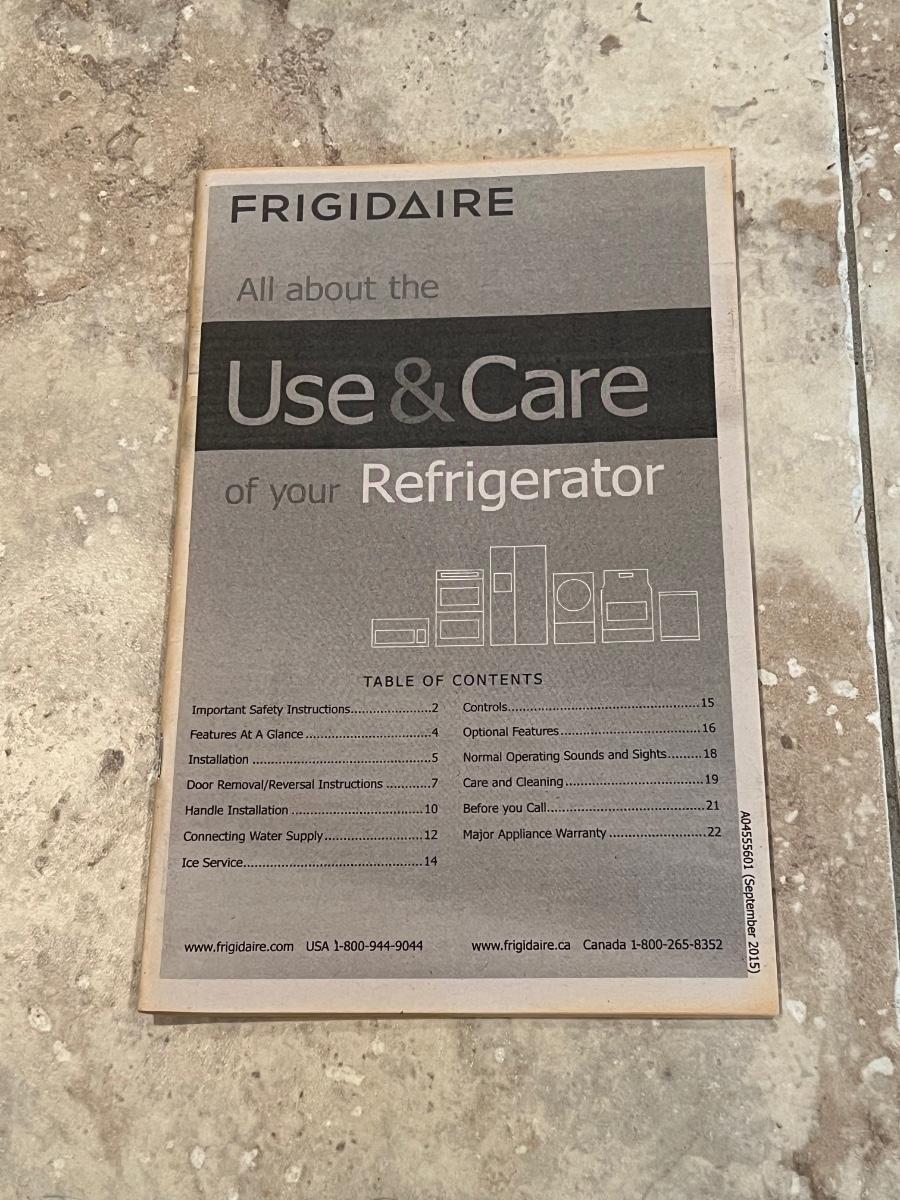 FRIGIDAIRE
All about the
Use & Care
of your Refrigerator
TABLE OF CONTENTS
Important Safety Instructions....................2
Features At A Glance................................4
Installation..............................................5
Door Removal/Reversal Instructions...........7
Handle Installation.................................10
Connecting Water Supply.........................12
Ice Service.............................................14
Controls................................................15
Optional Features...................................16
Normal Operating Sounds and Sights........18
Care and Cleaning..................................19
Before you Call.......................................21
Major Appliance Warranty.......................22
www.frigidaire.com USA 1-800-944-9044
www.frigidaire.ca Canada 1-800-265-8352
A04555601 (September 2015)